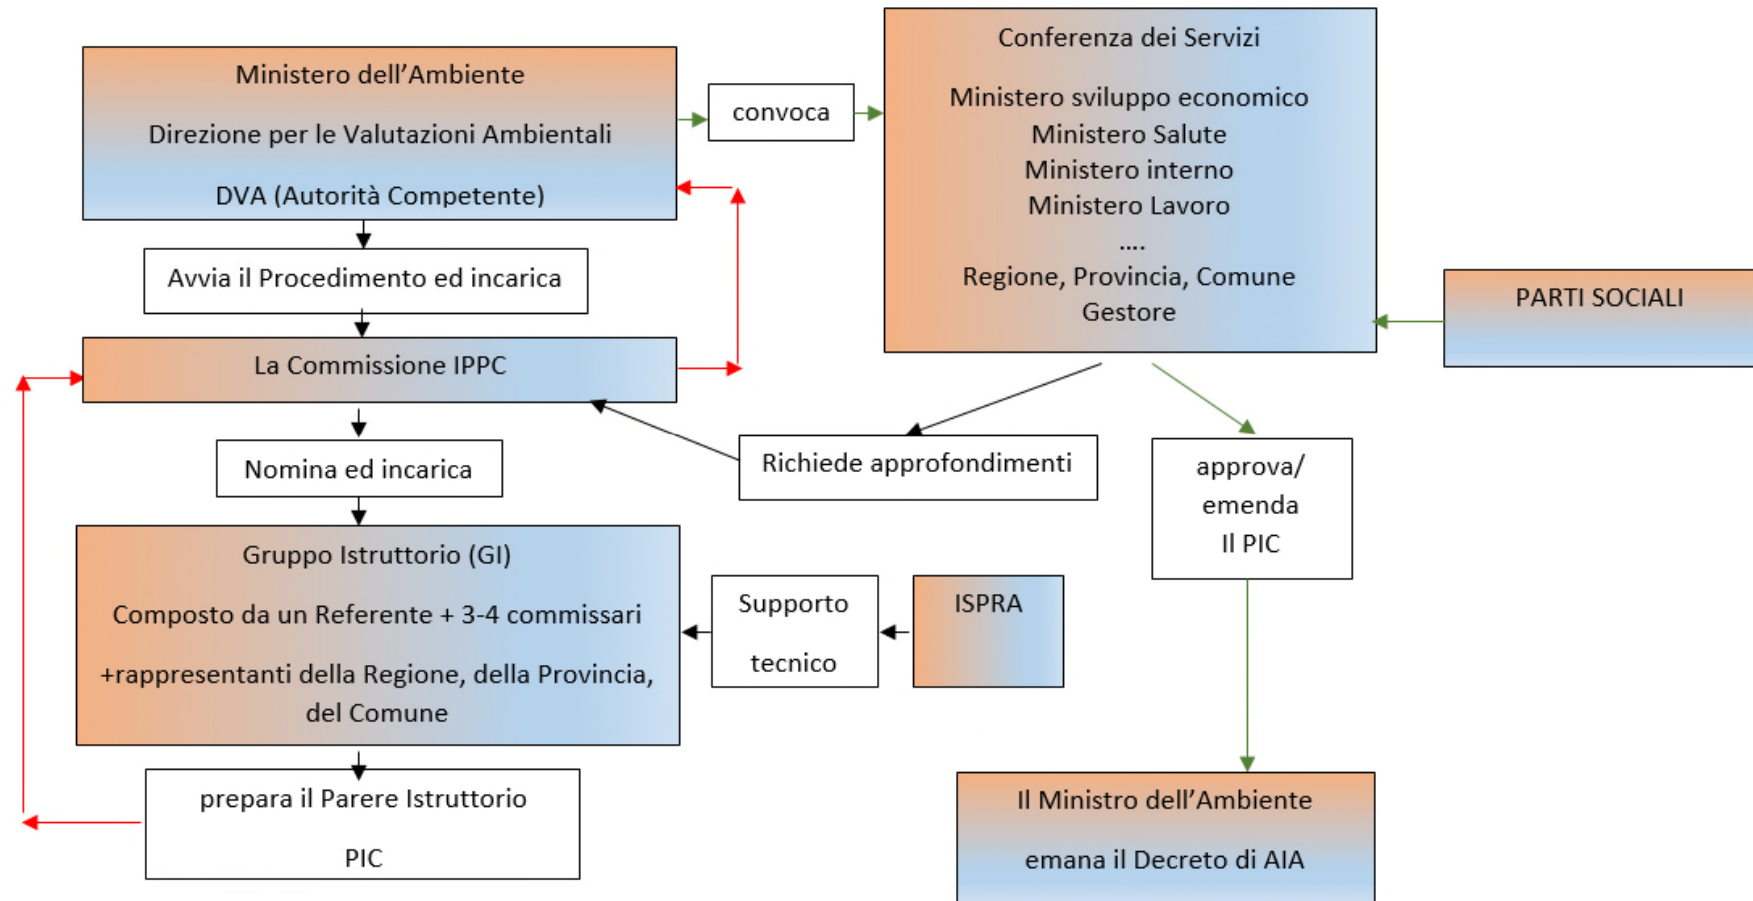 Ministero dell’Ambiente
Direzione per le Valutazioni Ambientali
DVA (Autorità Competente)
convoca
Conferenza dei Servizi
Ministero sviluppo economico
Ministero Salute
Ministero interno
Ministero Lavoro
....
Regione, Provincia, Comune
Gestore
PARTI SOCIALI
Avvia il Procedimento ed incarica
La Commissione IPPC
Nomina ed incarica
Richiede approfondimenti
approva/
emenda
Il PIC
Gruppo Istruttorio (GI)
Composto da un Referente + 3-4 commissari
+rappresentanti della Regione, della Provincia,
del Comune
Supporto
tecnico
ISPRA
prepara il Parere Istruttorio
PIC
Il Ministro dell’Ambiente
emana il Decreto di AIA